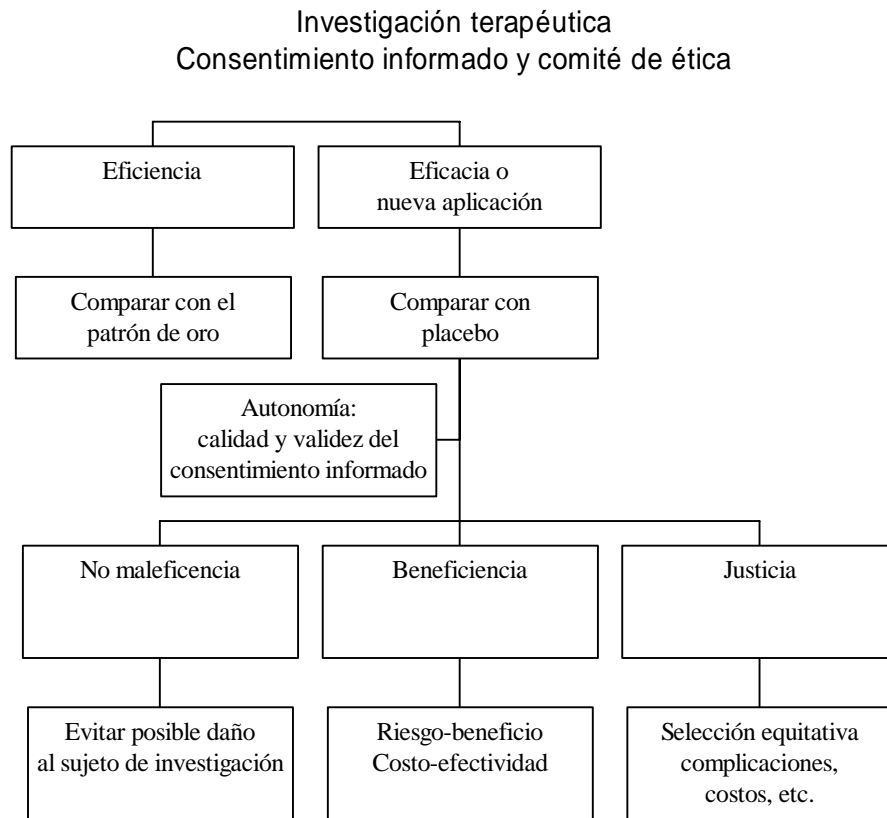 Investigación terapéutica
Consentimiento informado y comité de ética
Eficiencia
Eficacia o
nueva aplicación
Comparar con el
patrón de oro
Comparar con
placebo
Autonomía:
calidad y validez del
consentimiento informado
No maleficencia
Beneficiencia
Justicia
Evitar posible daño
al sujeto de investigación
Riesgo-beneficio
Costo-efectividad
Selección equitativa
complicaciones,
costos, etc.